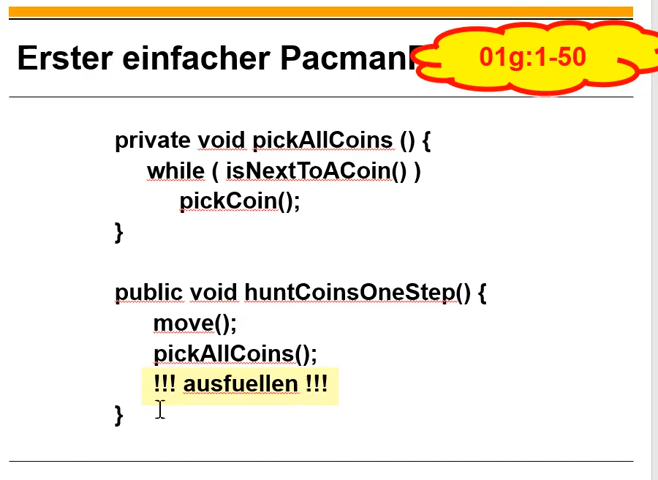 Erster einfacher Pacman
01g:1-50
private void pickAllCoins () {
while ( isNextToACoin() )
pickCoin();
}
public void huntCoinsOneStep() {
move();
pickAllCoins();
!!! ausfuellen !!!
}